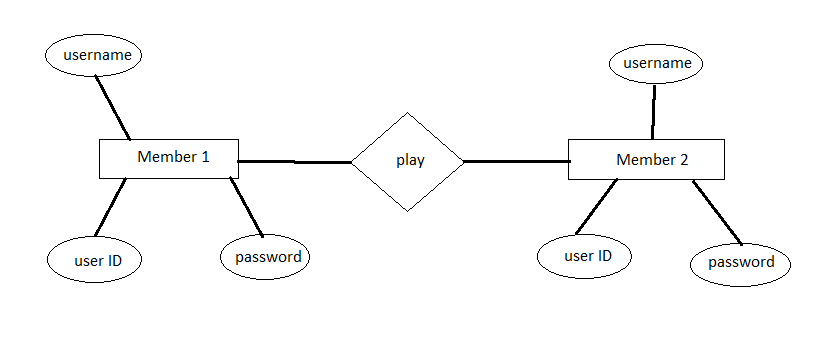 username
username
Member 1
play
Member 2
user ID
password
user ID
password